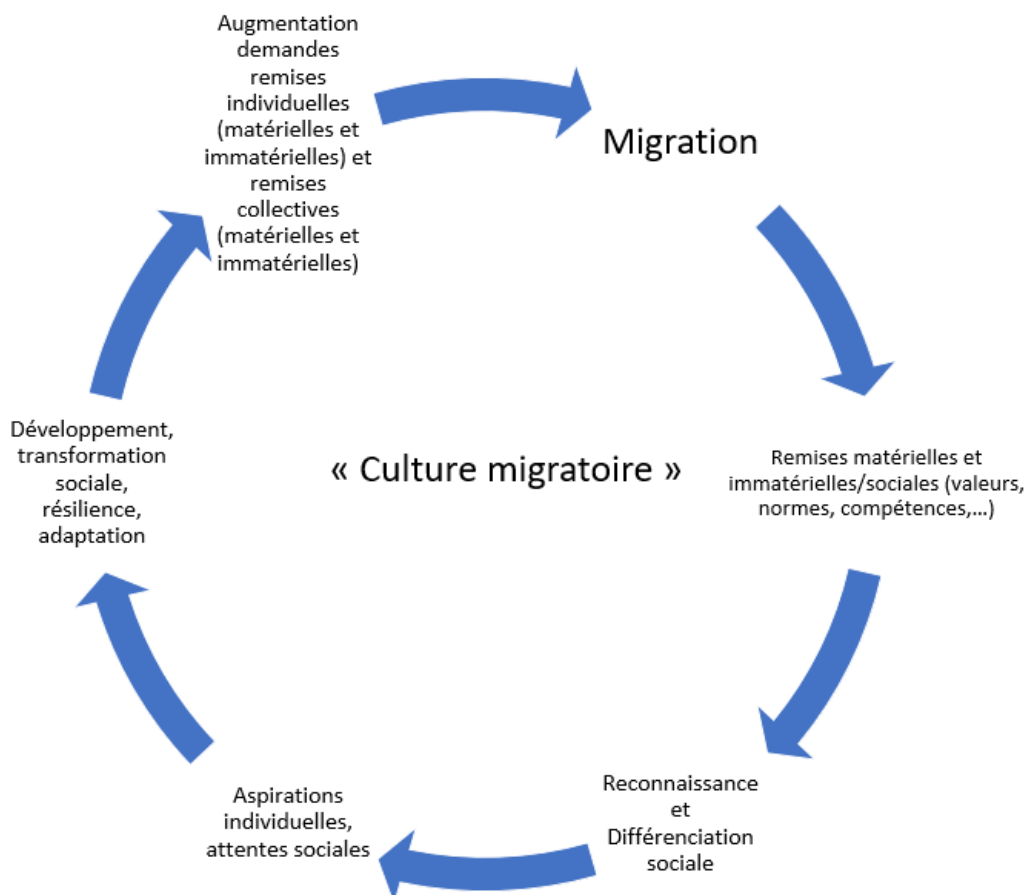 Augmentation
demandes
remises
individuelles
(matérielles et
immatérielles) et
remises
collectives
(matérielles et
immatérielles)
Migration
Remises matérielles et
immatérielles/sociales (valeurs,
normes, compétences,...)
Reconnaissance
et
Différenciation
sociale
Aspirations
individuelles,
attentes sociales
Développement,
transformation
sociale,
résilience,
adaptation
« Culture migratoire »